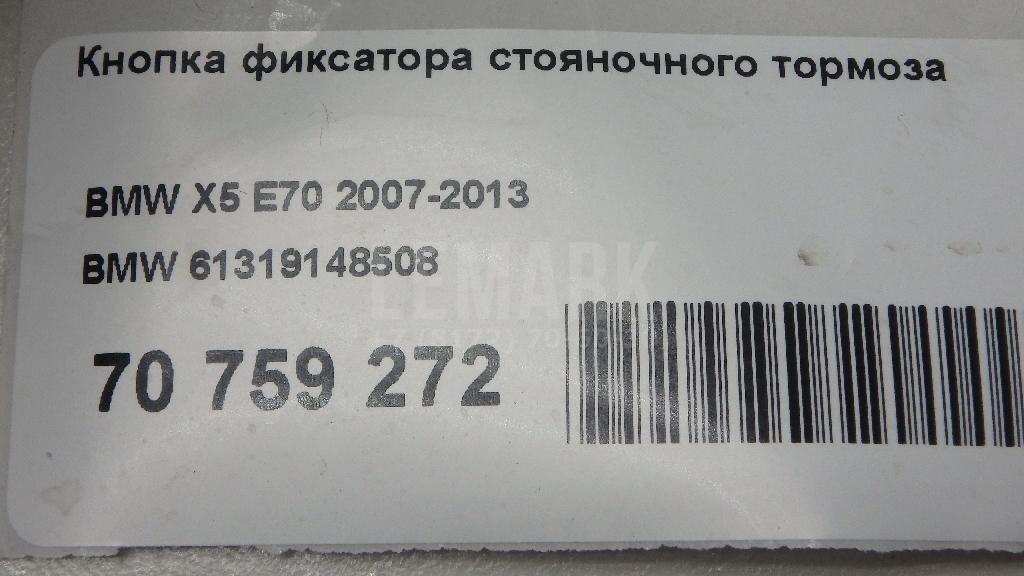 Кнопка фиксатора стояночного тормоза
BMW X5 E70 2007-2013
BMW 61319148508
LEMARK
70 759 272